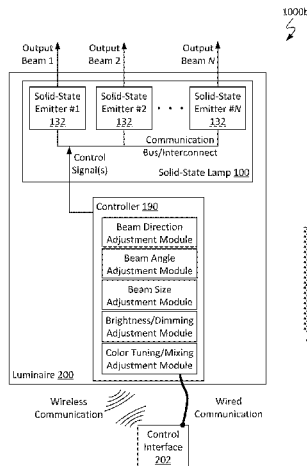 1000b
Output Beam 1
Output Beam 2
Output Beam N
Solid-State Emitter #1 132
Solid-State Emitter #2 132
Solid-State Emitter #N 132
Communication Bus/Interconnect
Control Signal(s)
Solid-State Lamp 100
Controller 190
Beam Direction Adjustment Module
Beam Angle Adjustment Module
Beam Size Adjustment Module
Brightness/Dimming Adjustment Module
Color Tuning/Mixing Adjustment Module
Luminaire 200
Wireless Communication
Wired Communication
Control Interface 202